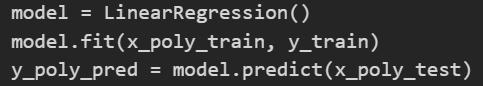 model = LinearRegression()
model.fit(x_poly_train, y_train)
y_poly_pred = model.predict(x_poly_test)